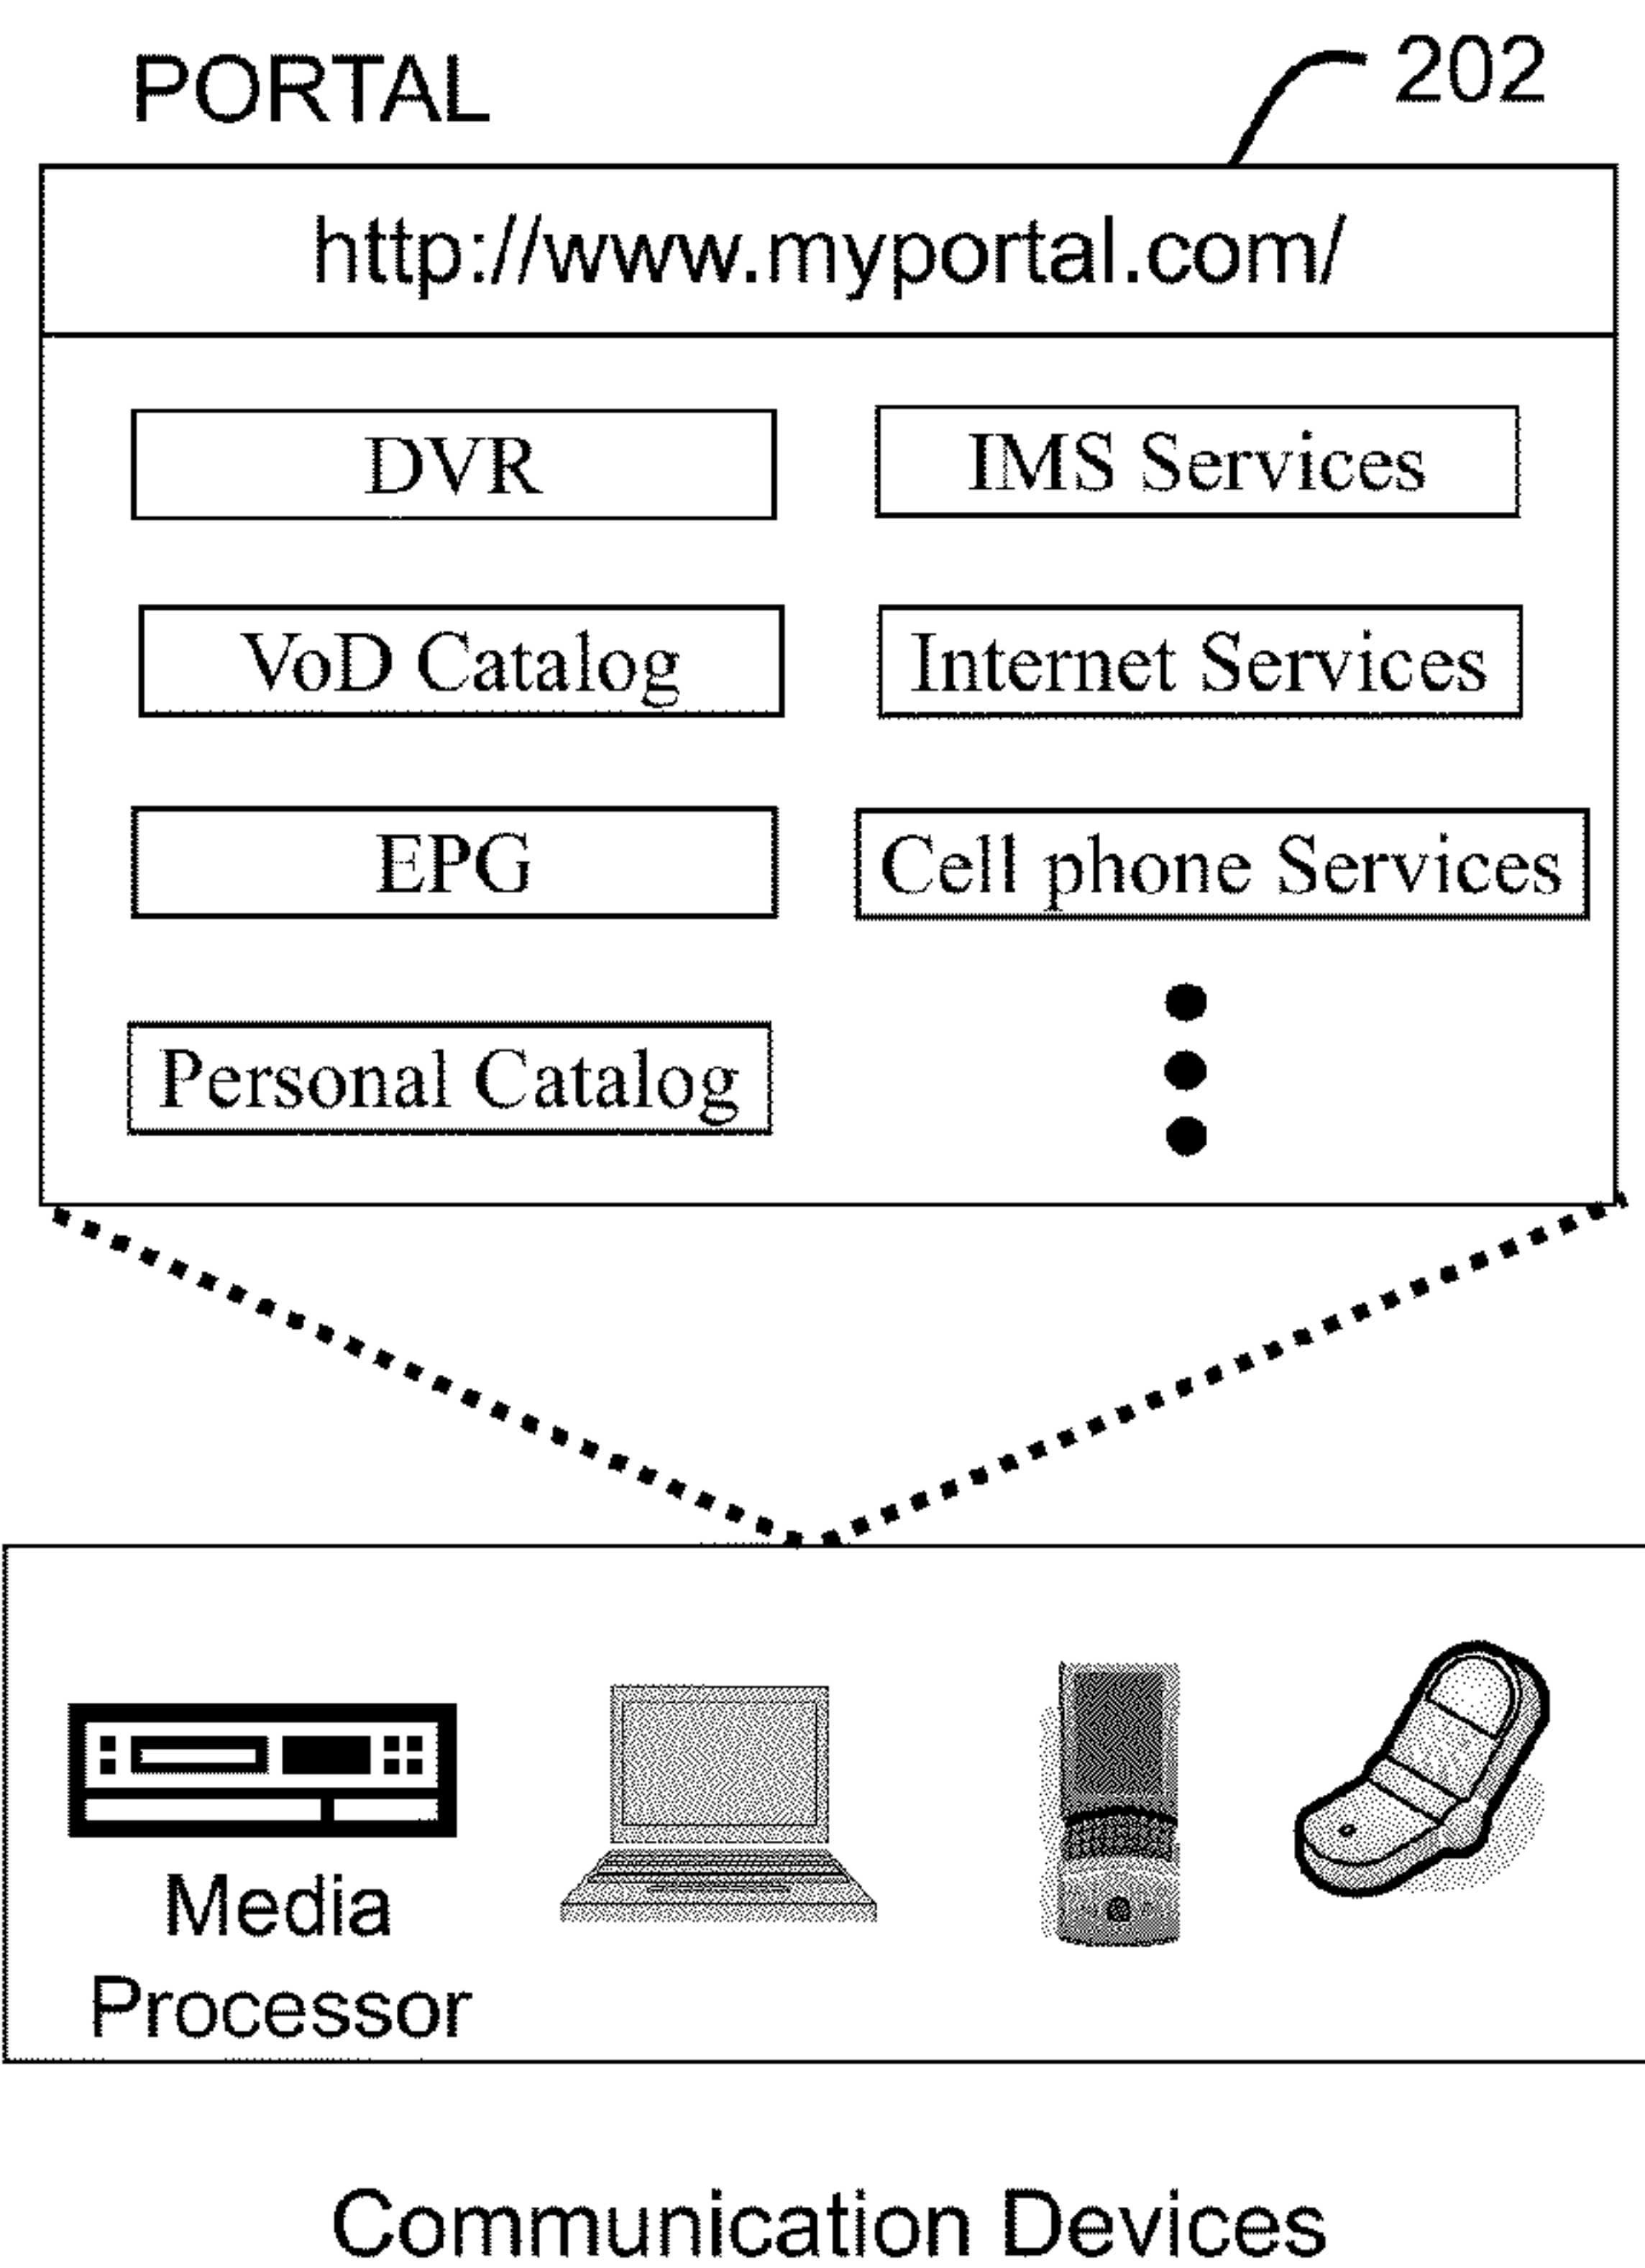 PORTAL
202
http://www.myportal.com/
DVR
IMS Services
VoD Catalog
Internet Services
EPG
Cell phone Services
Personal Catalog
Media
Processor
Communication Devices